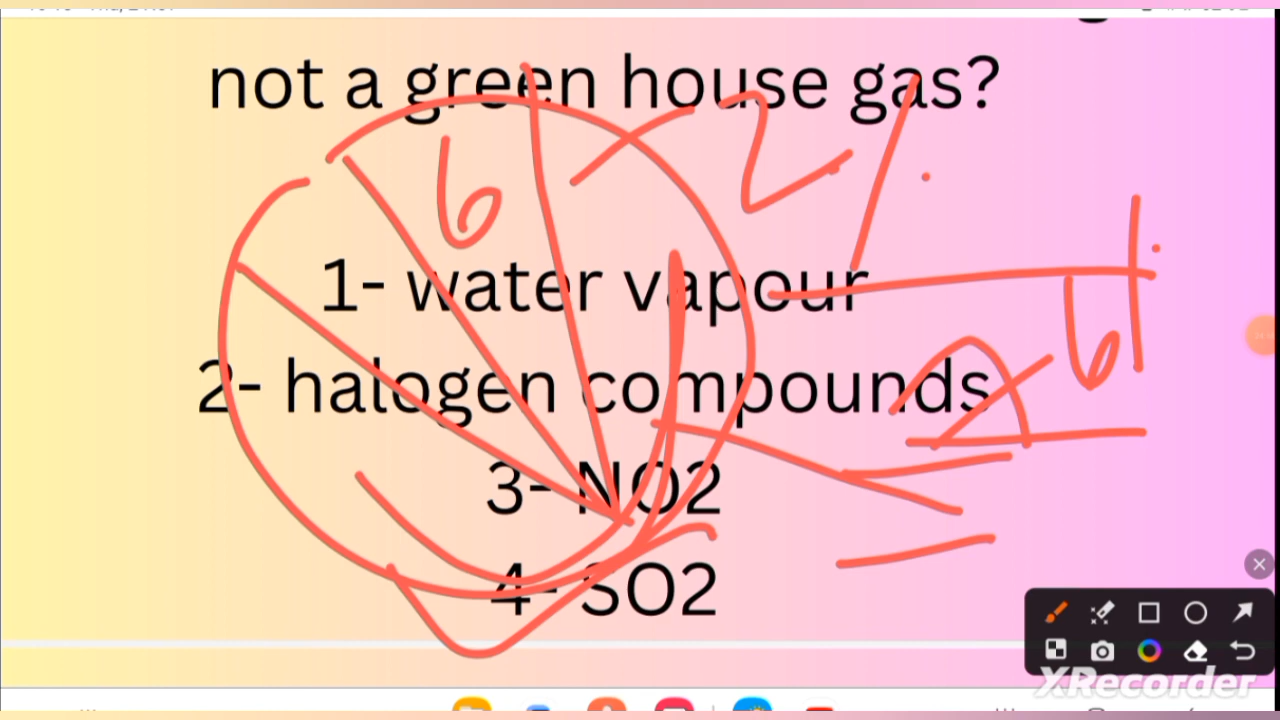 not a green house gas?
6
2
1- water vapour
6
2- halogen compounds
3- NO2
4- SO2
XRecorder